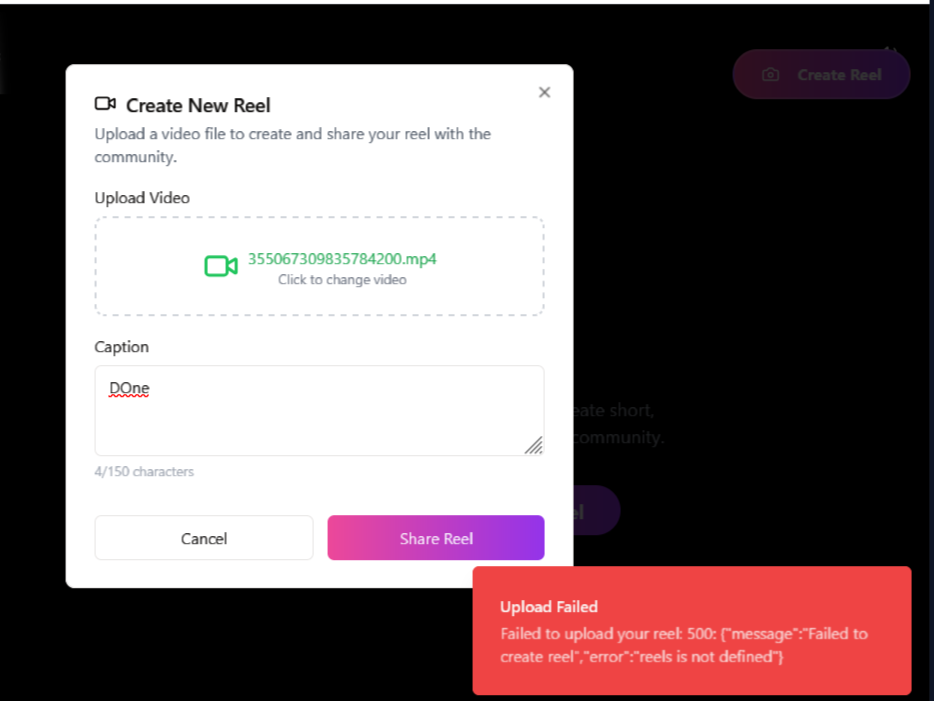 Create Reel
Create New Reel
Upload a video file to create and share your reel with the
community.
Upload Video
355067309835784200.mp4
Click to change video
Caption
DOne
4/150 characters
Cancel
Share Reel
eate short,
community.
el
Upload Failed
Failed to upload your reel: 500: {"message":"Failed to
create reel","error":"reels is not defined"}